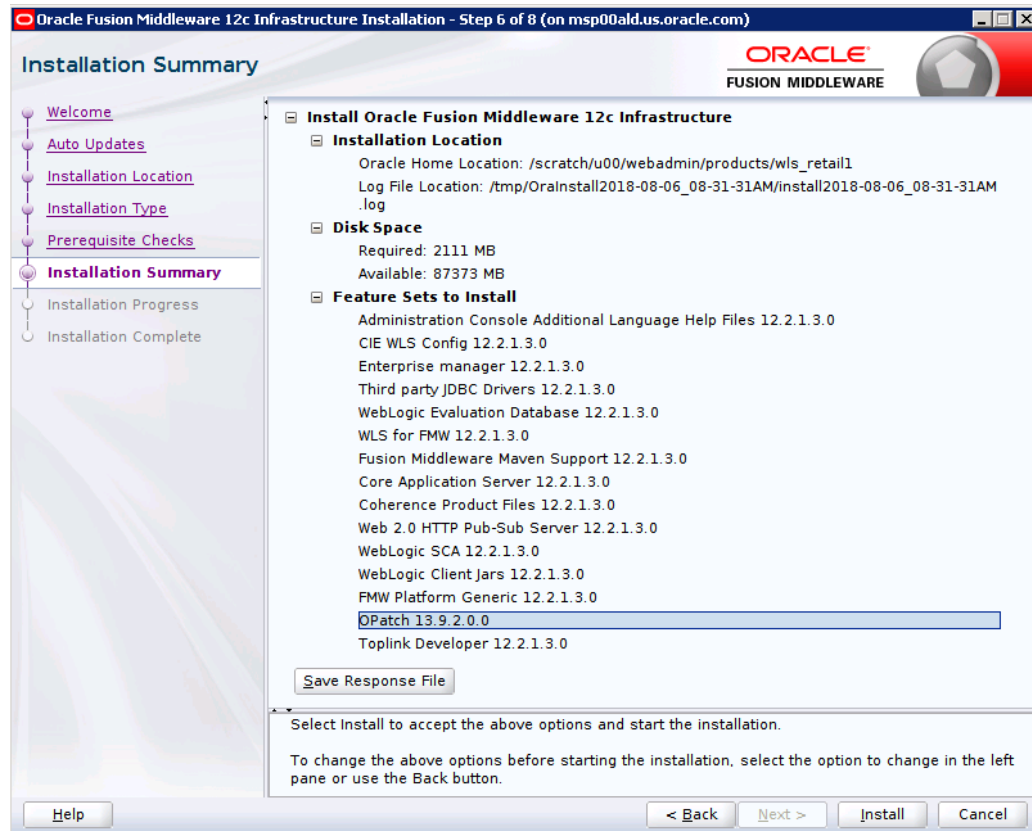 Oracle Fusion Middleware 12c Infrastructure Installation - Step 6 of 8 (on msp00ald.us.oracle.com)
Installation Summary
ORACLE
FUSION MIDDLEWARE
Welcome
Auto Updates
Installation Location
Installation Type
Prerequisite Checks
Installation Summary
Installation Progress
Installation Complete
Install Oracle Fusion Middleware 12c Infrastructure
Installation Location
Oracle Home Location: /scratch/u00/webadmin/products/wls_retail1
Log File Location: /tmp/OraInstall2018-08-06_08-31-31AM/install2018-08-06_08-31-31AM
.log
Disk Space
Required: 2111 MB
Available: 87373 MB
Feature Sets to Install
Administration Console Additional Language Help Files 12.2.1.3.0
CIE WLS Config 12.2.1.3.0
Enterprise manager 12.2.1.3.0
Third party JDBC Drivers 12.2.1.3.0
WebLogic Evaluation Database 12.2.1.3.0
WLS for FMW 12.2.1.3.0
Fusion Middleware Maven Support 12.2.1.3.0
Core Application Server 12.2.1.3.0
Coherence Product Files 12.2.1.3.0
Web 2.0 HTTP Pub-Sub Server 12.2.1.3.0
WebLogic SCA 12.2.1.3.0
WebLogic Client Jars 12.2.1.3.0
FMW Platform Generic 12.2.1.3.0
OPatch 13.9.2.0.0
Toplink Developer 12.2.1.3.0
Save Response File
Select Install to accept the above options and start the installation.
To change the above options before starting the installation, select the option to change in the left
pane or use the Back button.
Help
< Back
Next >
Install
Cancel